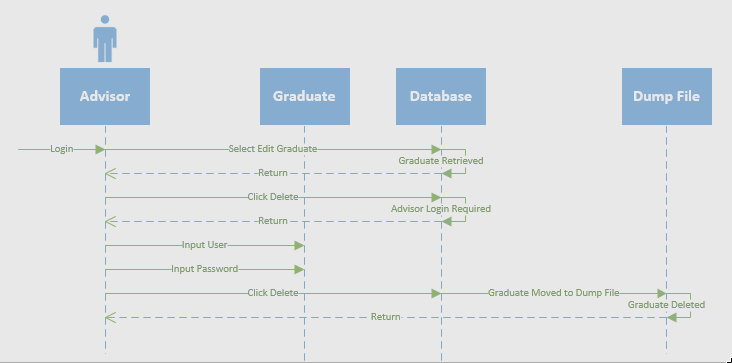 Advisor
Graduate
Database
Dump File
Login
Select Edit Graduate
Graduate Retrieved
Return
Click Delete
Advisor Login Required
Return
Input User
Input Password
Click Delete
Graduate Moved to Dump File
Graduate Deleted
Return